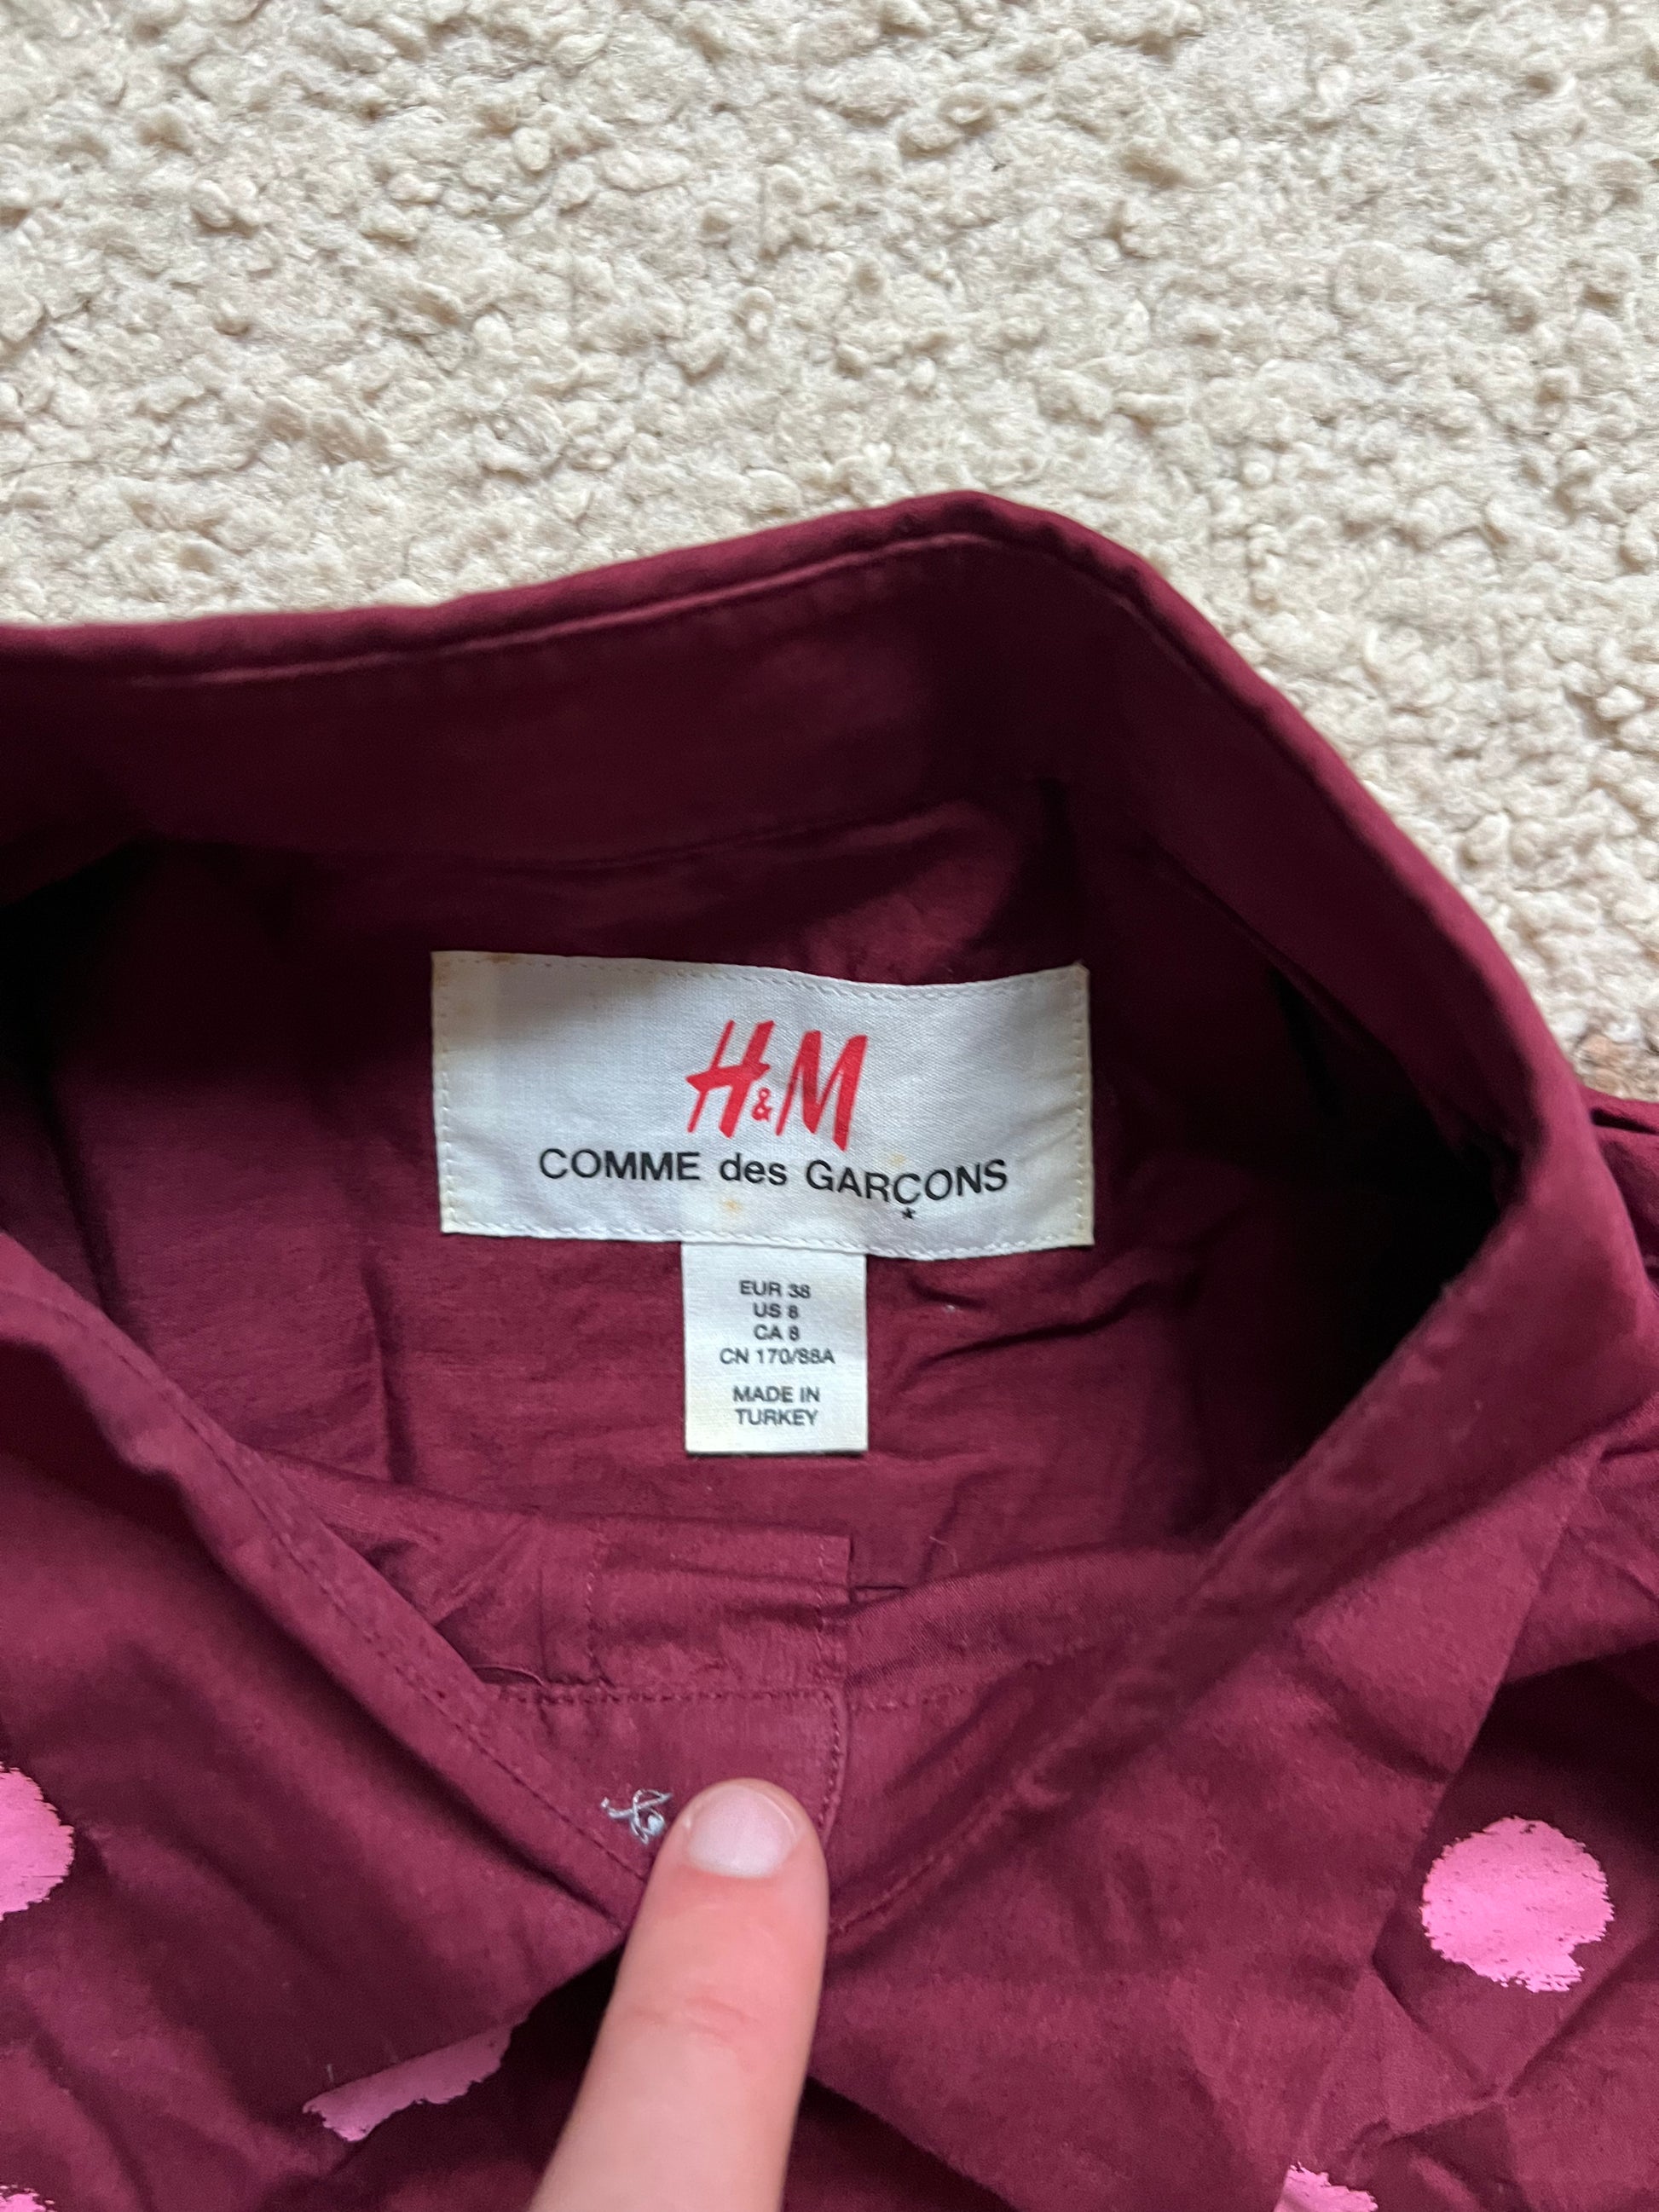 H&M
COMME des GARÇONS
EUR 38
US 8
CA 8
CN 170/88A
MADE IN
TURKEY